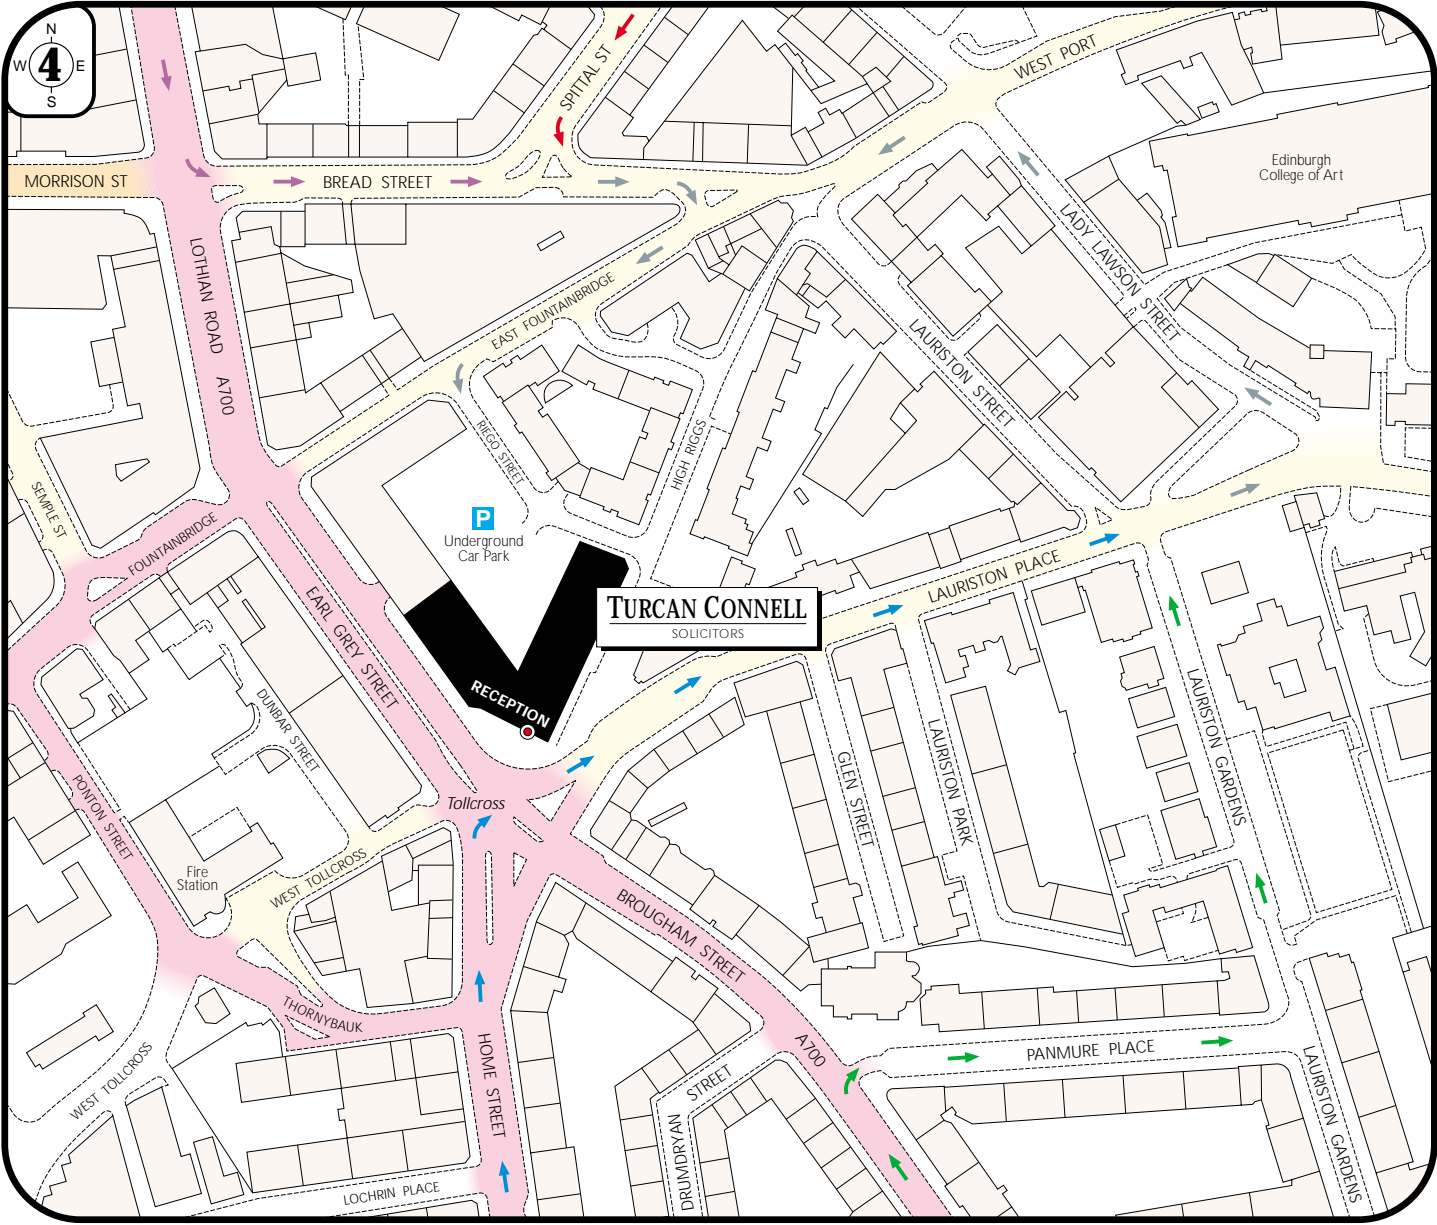 N
W 4 E
S
SPITTAL ST
WEST PORT
MORRISON ST
BREAD STREET
Edinburgh
College of Art
LADY LAWSON STREET
LOTHIAN ROAD A700
EAST FOUNTAINBRIDGE
LAURISTON STREET
RIEGO STREET
HIGH RIGGS
SEMPLE ST
FOUNTAINBRIDGE
P
Underground
Car Park
LAURISTON PLACE
EARL GREY STREET
TURCAN CONNELL
SOLICITORS
RECEPTION
DUNBAR STREET
LAURISTON GARDENS
LAURISTON PARK
GLEN STREET
PONTON STREET
Tollcross
Fire
Station
WEST TOLLCROSS
BROUGHAM STREET
THORNYBAUK
A700
HOME STREET
PANMURE PLACE
WEST TOLLCROSS
DRUMDRYAN STREET
LAURISTON GARDENS
LOCHRIN PLACE